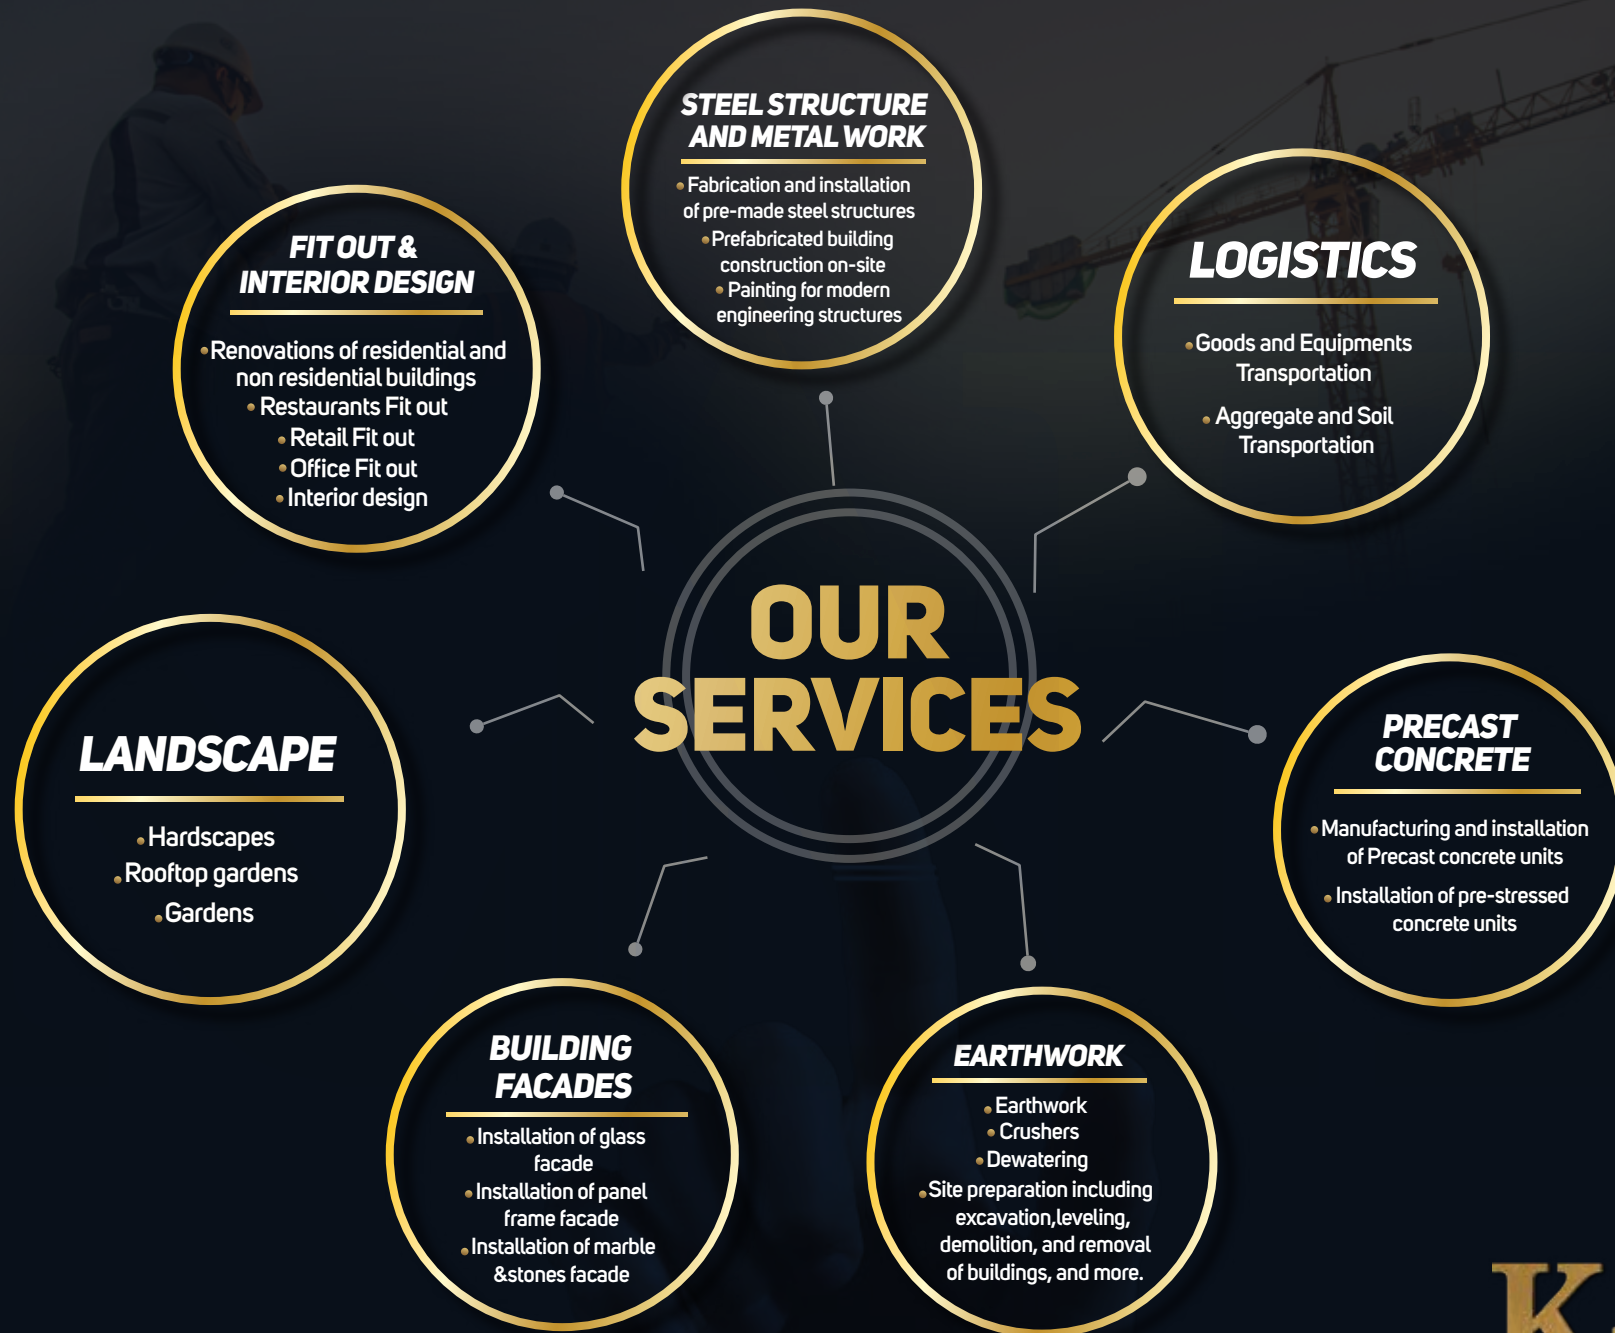 STEEL STRUCTURE
AND METAL WORK
• Fabrication and installation
of pre-made steel structures
• Prefabricated building
construction on-site
• Painting for modern
engineering structures
FIT OUT &
INTERIOR DESIGN
• Renovations of residential and
non residential buildings
• Restaurants Fit out
• Retail Fit out
• Office Fit out
• Interior design
LOGISTICS
• Goods and Equipments
Transportation
• Aggregate and Soil
Transportation
OUR
SERVICES
LANDSCAPE
• Hardscapes
• Rooftop gardens
• Gardens
PRECAST
CONCRETE
• Manufacturing and installation
of Precast concrete units
• Installation of pre-stressed
concrete units
BUILDING
FACADES
• Installation of glass
facade
• Installation of panel
frame facade
• Installation of marble
&stones facade
EARTHWORK
• Earthwork
• Crushers
• Dewatering
• Site preparation including
excavation,leveling,
demolition, and removal
of buildings, and more.
K